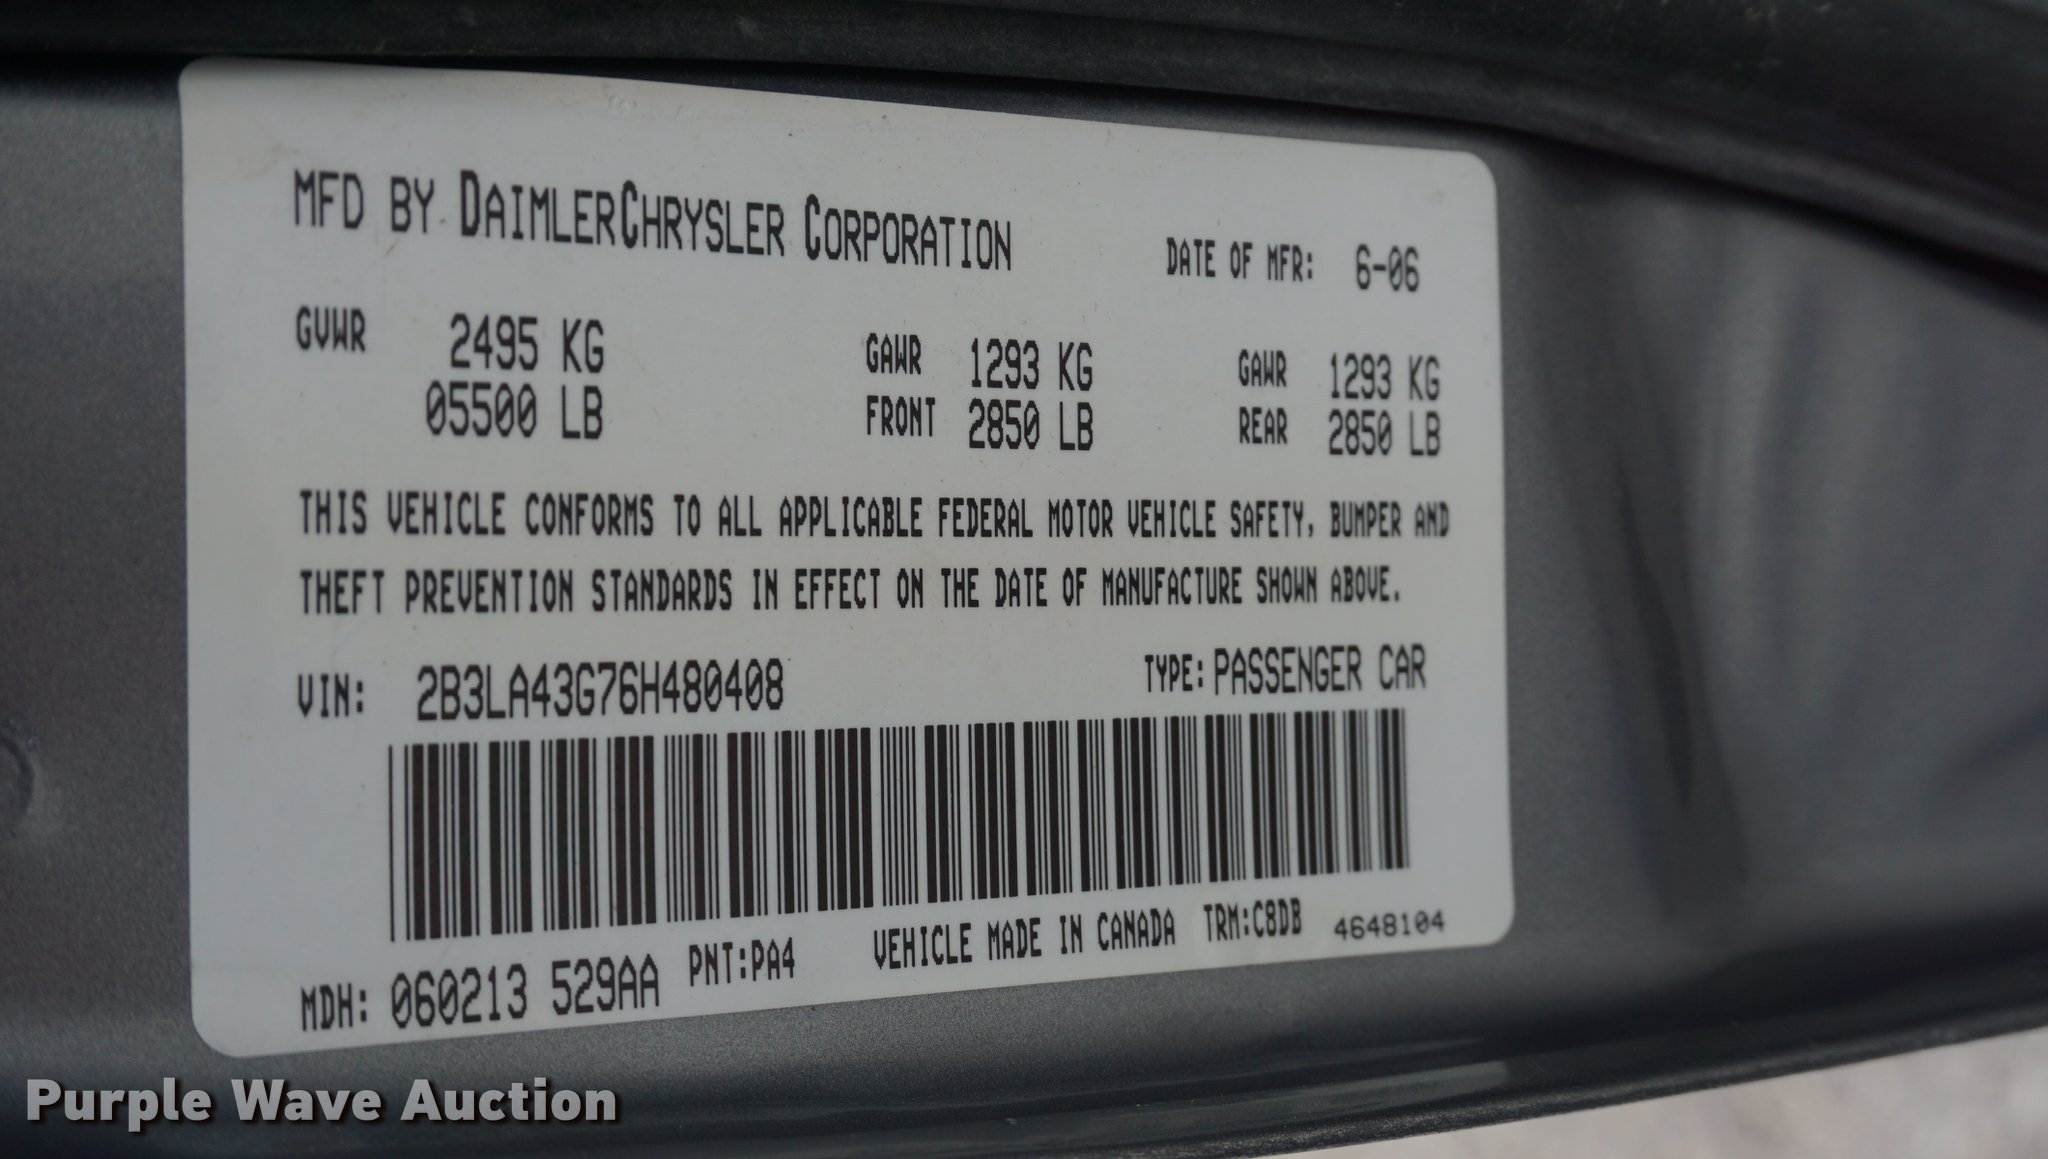 MFD BY DAIMLERCHRYSLER CORPORATION DATE OF MFR: 6-06
GVWR 2495 KG GAWR 1293 KG GAWR 1293 KG
05500 LB FRONT 2850 LB REAR 2850 LB
THIS VEHICLE CONFORMS TO ALL APPLICABLE FEDERAL MOTOR VEHICLE SAFETY, BUMPER AND
THEFT PREVENTION STANDARDS IN EFFECT ON THE DATE OF MANUFACTURE SHOWN ABOVE.
VIN: 2B3LA43G76H480408 TYPE: PASSENGER CAR
MDH: 060213 529AA PNT:PA4 VEHICLE MADE IN CANADA TRM:C8DB 4648104
Purple Wave Auction